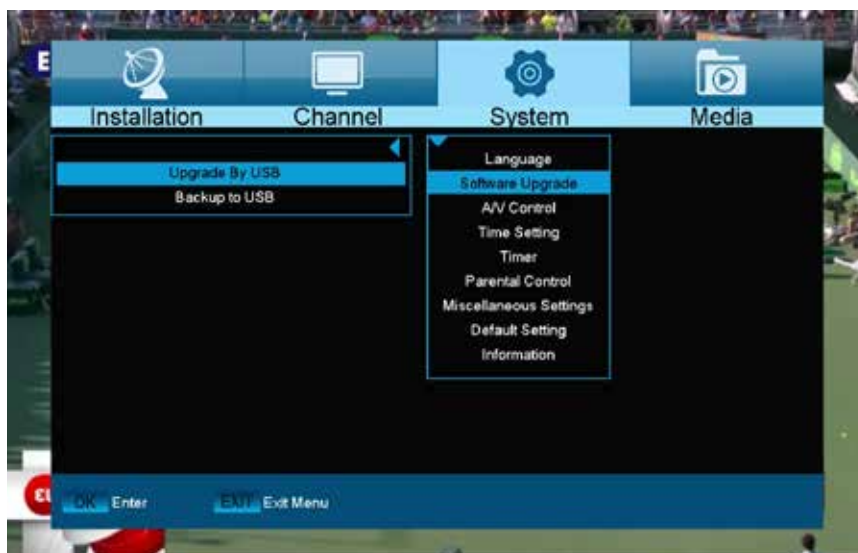 E
Installation
Channel
System
Media
Upgrade By USB
Backup to USB
Language
Software Upgrade
A/V Control
Time Setting
Timer
Parental Control
Miscellaneous Settings
Default Setting
Information
OK Enter
EXIT Exit Menu